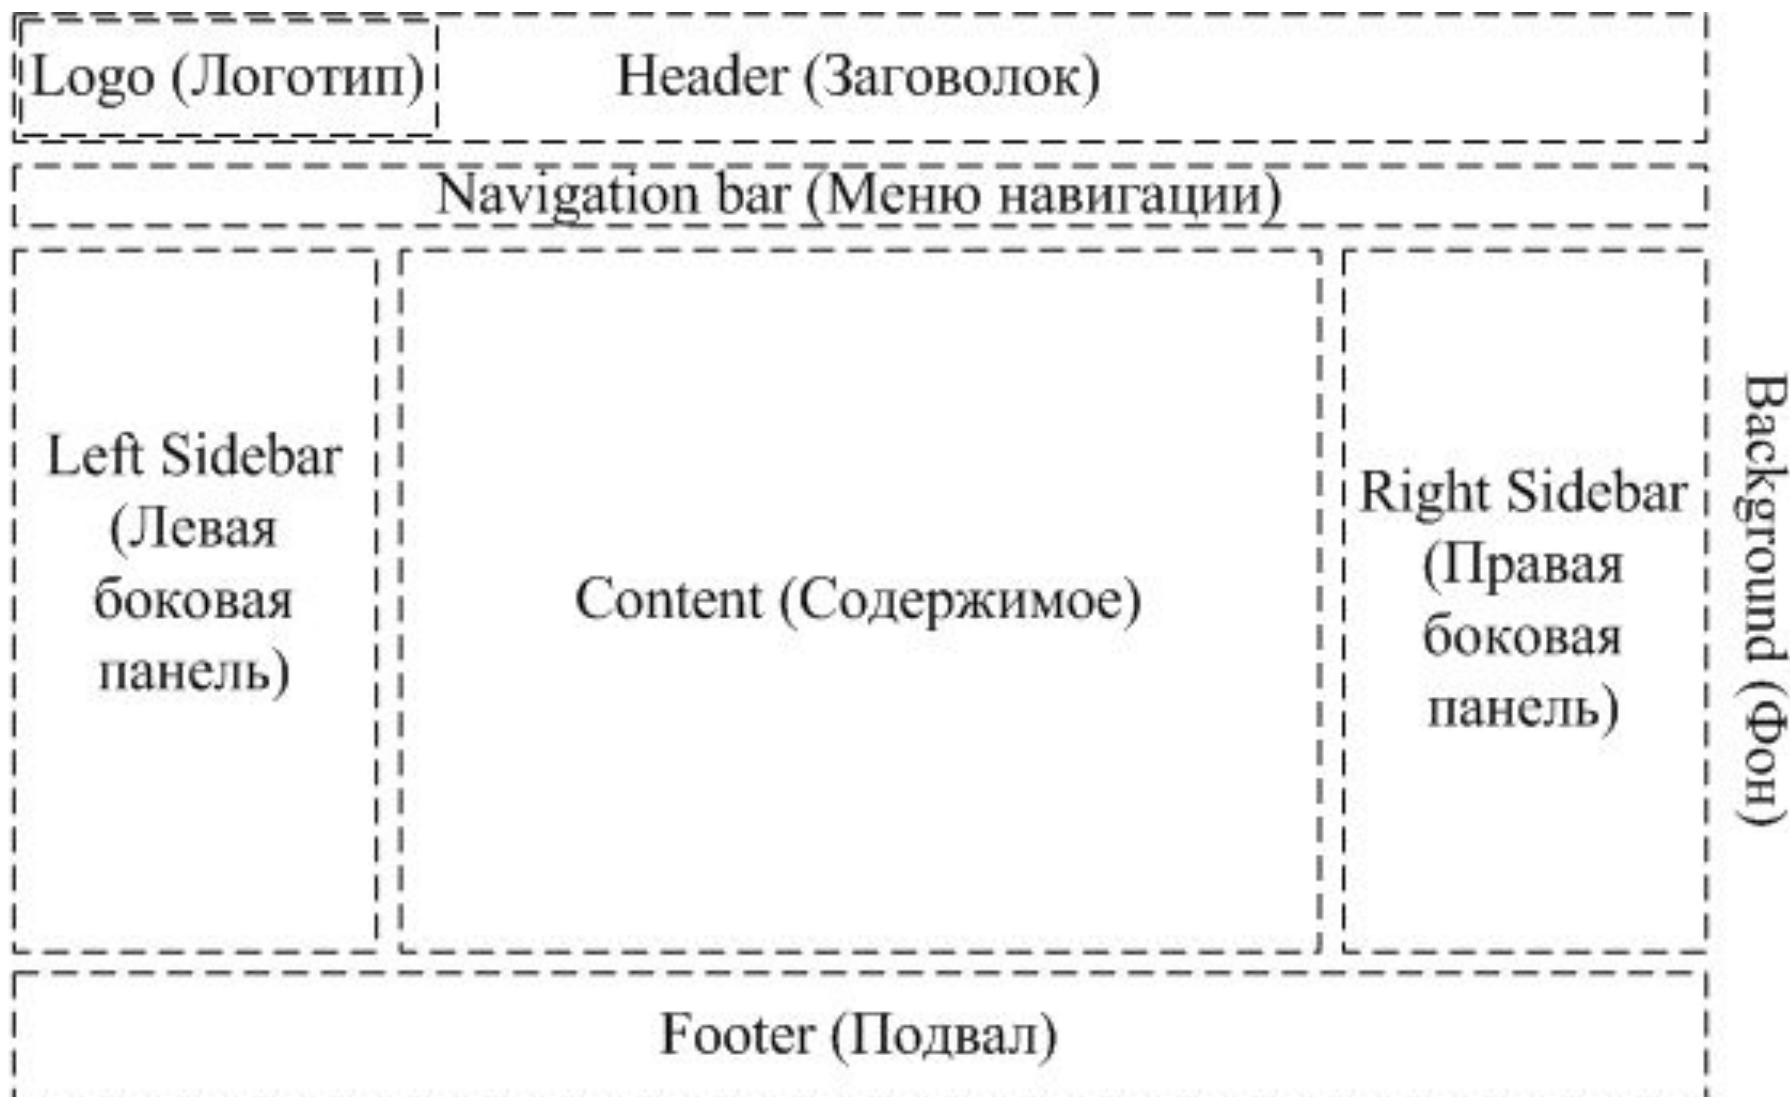 Logo (Логотип)
Header (Заговолок)
Navigation bar (Меню навигации)
Left Sidebar
(Левая
боковая
панель)
Content (Содержимое)
Right Sidebar
(Правая
боковая
панель)
Background (Фон)
Footer (Подвал)